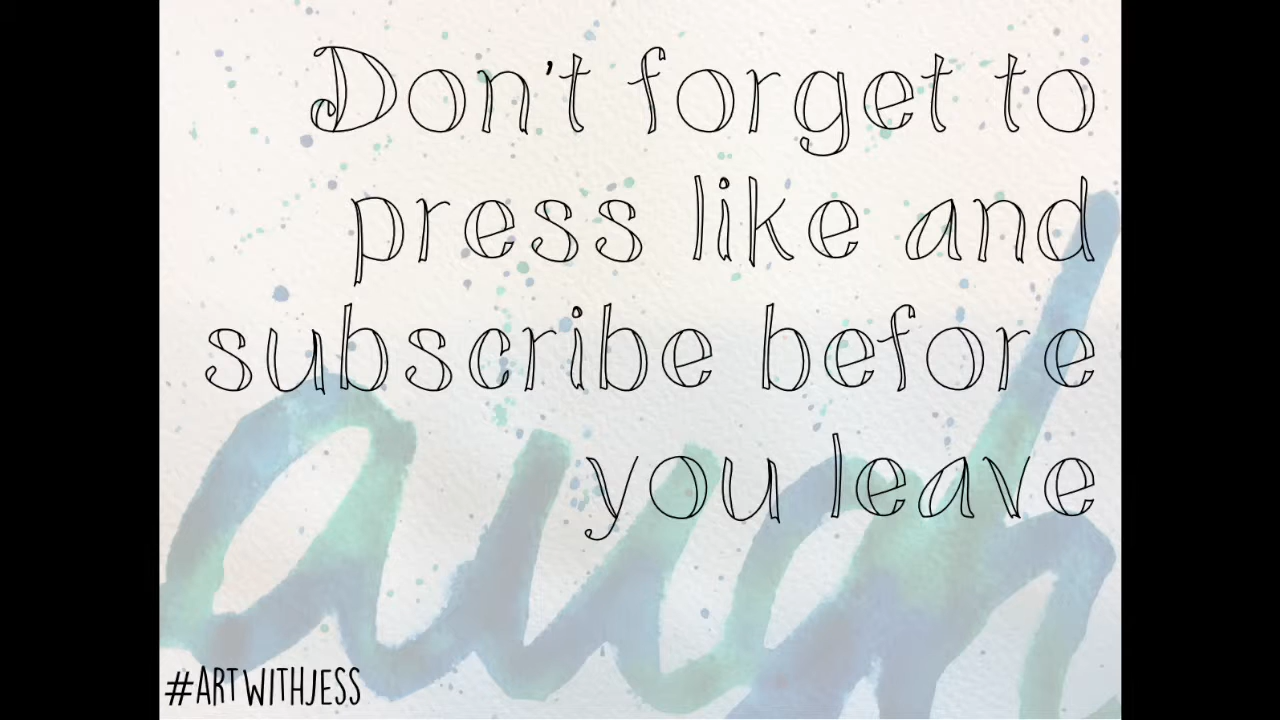 Don't forget to
press like and
subscribe before
you leave
#ARTWITHJESS